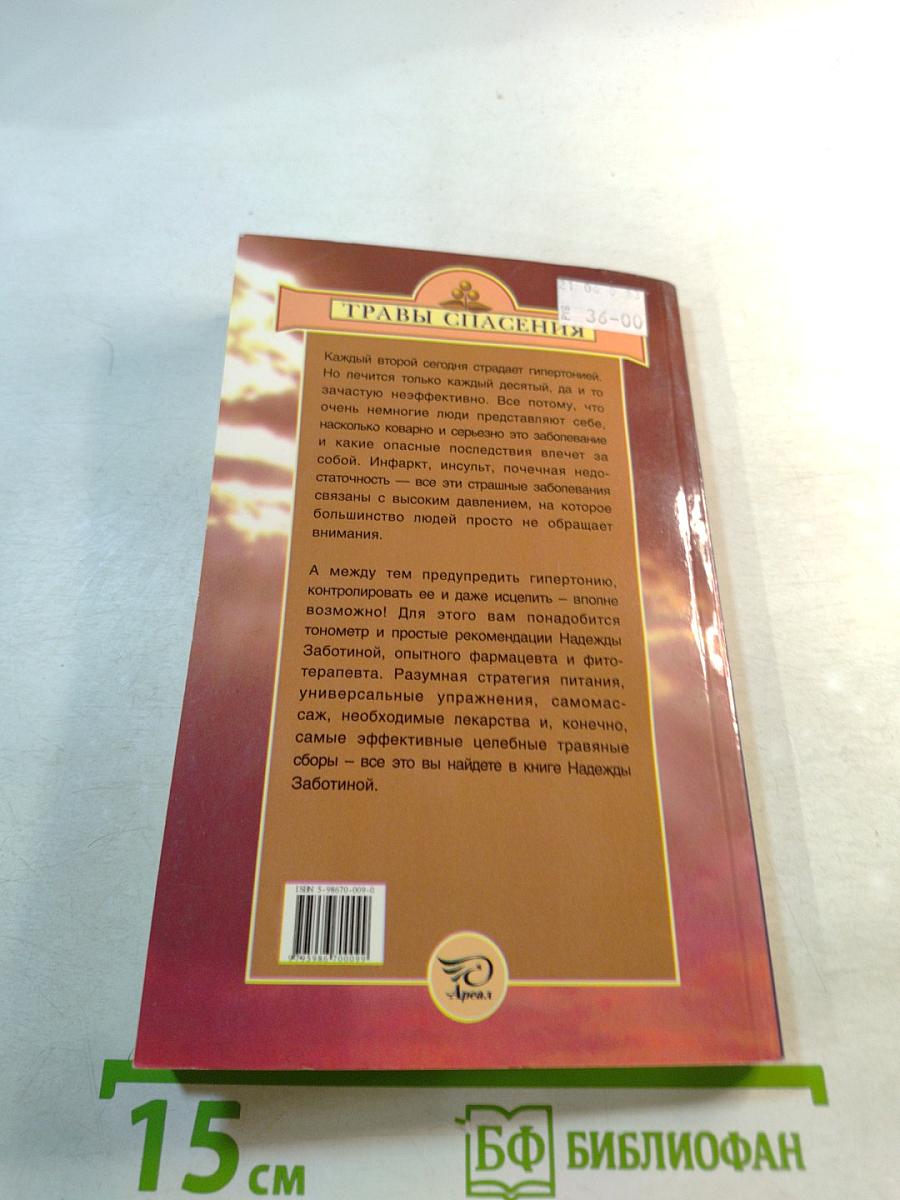 ТРАВЫ СПАСЕНИЯ
36-00
Каждый второй сегодня страдает гипертонией.
Но лечится только каждый десятый, да и то
зачастую неэффективно. Все потому, что
очень немногие люди представляют себе,
насколько коварно и серьезно это заболевание
и какие опасные последствия влечет за
собой. Инфаркт, инсульт, почечная недо-
статочность — все эти страшные заболевания
связаны с высоким давлением, на которое
большинство людей просто не обращает
внимания.
А между тем предупредить гипертонию,
контролировать ее и даже исцелить – вполне
возможно! Для этого вам понадобится
тонометр и простые рекомендации Надежды
Заботиной, опытного фармацевта и фито-
терапевта. Разумная стратегия питания,
универсальные упражнения, самомас-
саж, необходимые лекарства и, конечно,
самые эффективные целебные травяные
сборы – все это вы найдете в книге Надежды
Заботиной.
ISBN 5-98670-009-0
9 795986 700099
Ареал
15 см
БФ БИБЛИОФАН